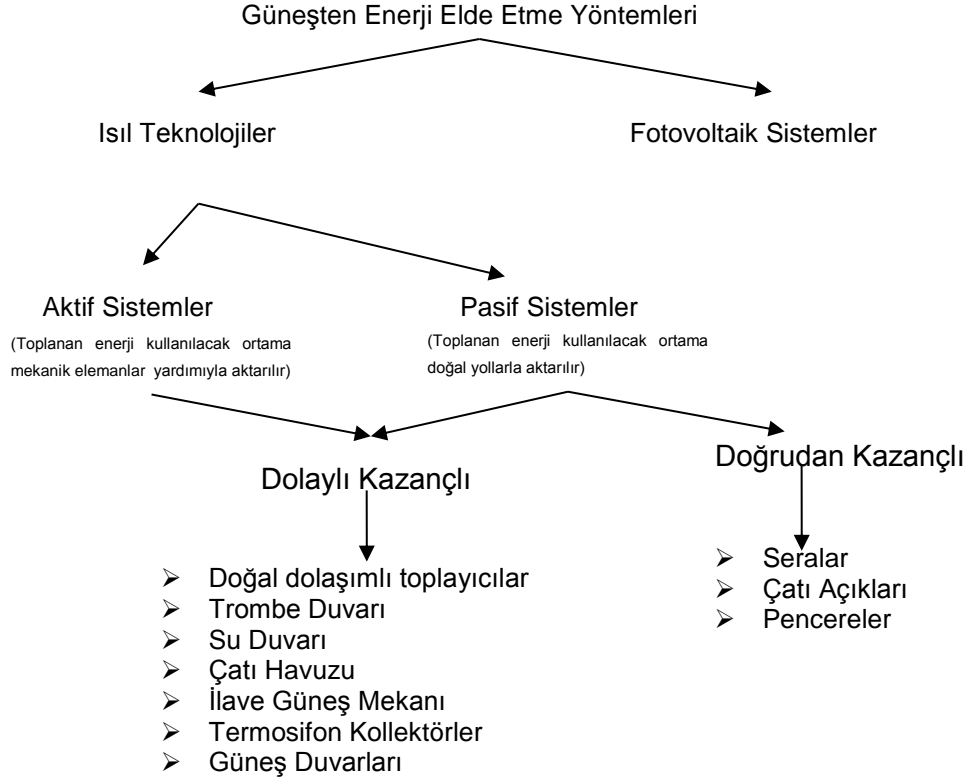 Güneşten Enerji Elde Etme Yöntemleri
Isıl Teknolojiler
Fotovoltaik Sistemler
Aktif Sistemler
(Toplanan enerji kullanılacak ortama
mekanik elemanlar yardımıyla aktarılır)
Pasif Sistemler
(Toplanan enerji kullanılacak ortama
doğal yollarla aktarılır)
Dolaylı Kazançlı
Doğal dolaşımlı toplayıcılar
Trombe Duvarı
Su Duvarı
Çatı Havuzu
İlave Güneş Mekanı
Termosifon Kollektörler
Güneş Duvarları
Doğrudan Kazançlı
Seralar
Çatı Açıkları
Pencereler